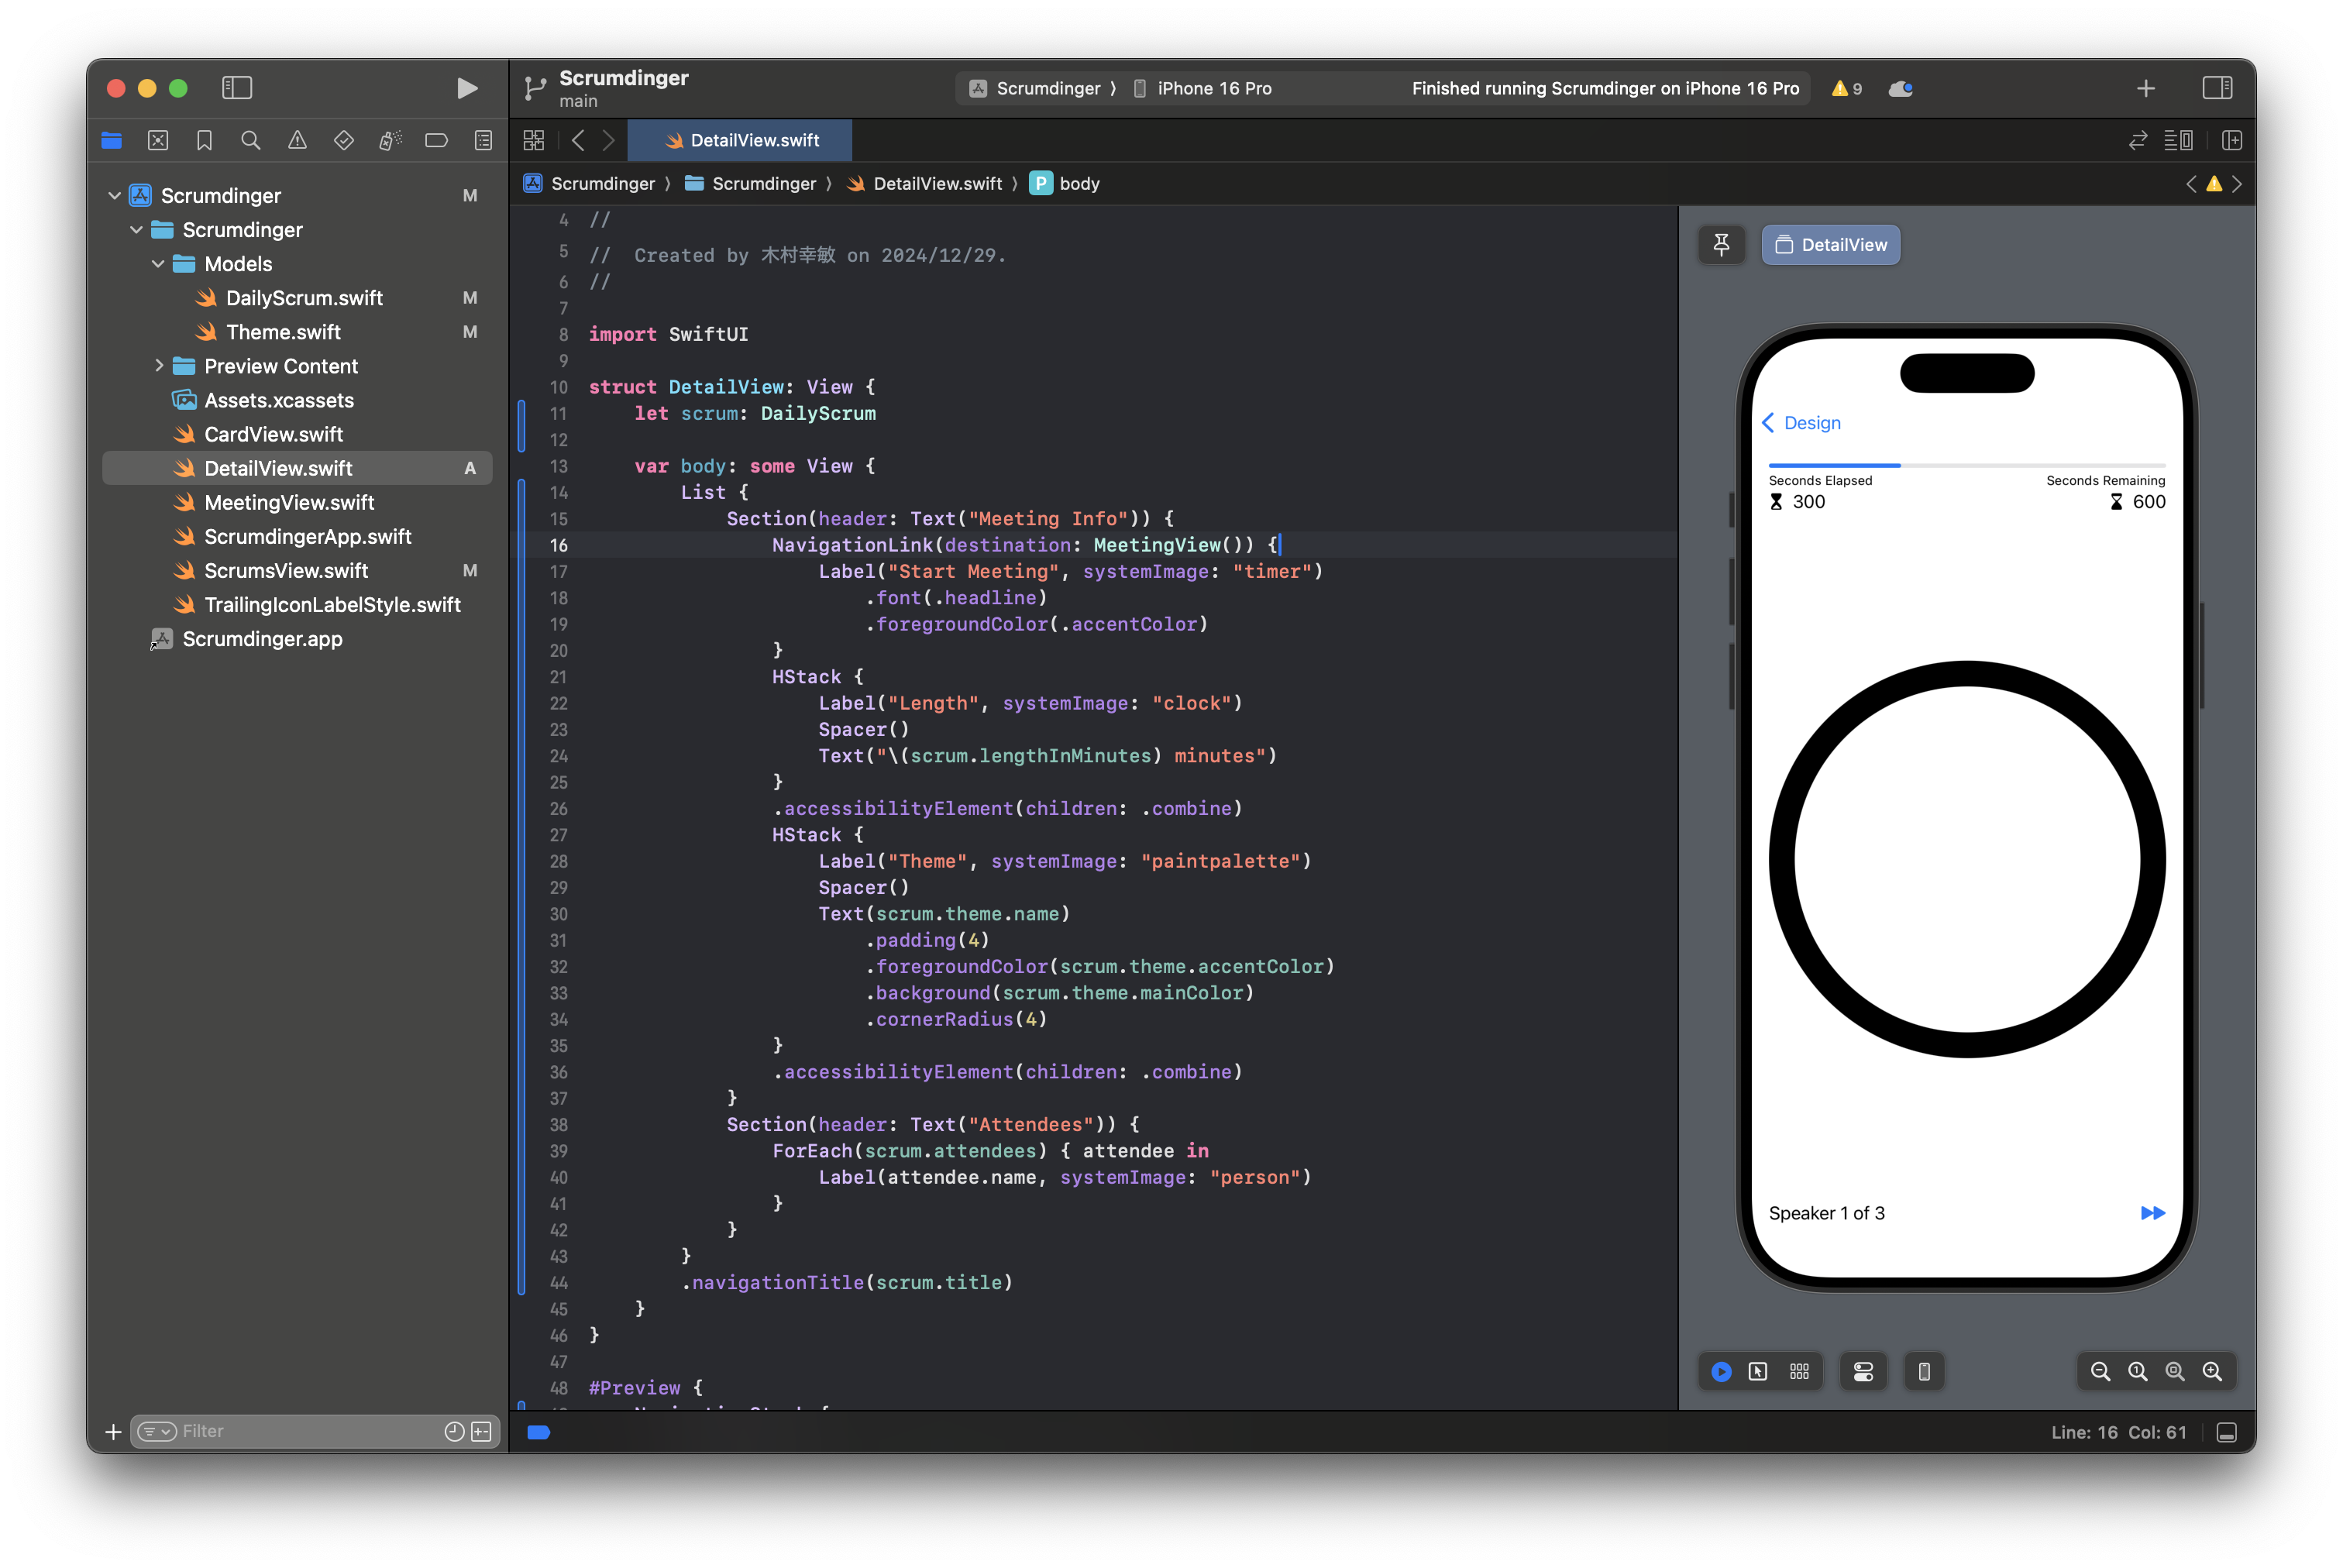 Scrumdinger
main
Scrumdinger 〉 iPhone 16 Pro
Finished running Scrumdinger on iPhone 16 Pro
9
DetailView.swift
Scrumdinger 〉 Scrumdinger 〉 DetailView.swift 〉 P body
Scrumdinger M
Scrumdinger
Models
DailyScrum.swift M
Theme.swift M
Preview Content
Assets.xcassets
CardView.swift
DetailView.swift A
MeetingView.swift
ScrumdingerApp.swift
ScrumsView.swift M
TrailingIconLabelStyle.swift
Scrumdinger.app
Filter
4 //
5 //  Created by 木村幸敏 on 2024/12/29.
6 //
7
8 import SwiftUI
9
10 struct DetailView: View {
11     let scrum: DailyScrum
12
13     var body: some View {
14         List {
15             Section(header: Text("Meeting Info")) {
16                 NavigationLink(destination: MeetingView()) {
17                     Label("Start Meeting", systemImage: "timer")
18                         .font(.headline)
19                         .foregroundColor(.accentColor)
20                 }
21                 HStack {
22                     Label("Length", systemImage: "clock")
23                     Spacer()
24                     Text("\(scrum.lengthInMinutes) minutes")
25                 }
26                 .accessibilityElement(children: .combine)
27                 HStack {
28                     Label("Theme", systemImage: "paintpalette")
29                     Spacer()
30                     Text(scrum.theme.name)
31                         .padding(4)
32                         .foregroundColor(scrum.theme.accentColor)
33                         .background(scrum.theme.mainColor)
34                         .cornerRadius(4)
35                 }
36                 .accessibilityElement(children: .combine)
37             }
38             Section(header: Text("Attendees")) {
39                 ForEach(scrum.attendees) { attendee in
40                     Label(attendee.name, systemImage: "person")
41                 }
42             }
43         }
44         .navigationTitle(scrum.title)
45     }
46 }
47
48 #Preview {
DetailView
Design
Seconds Elapsed
300
Seconds Remaining
600
Speaker 1 of 3
Line: 16 Col: 61